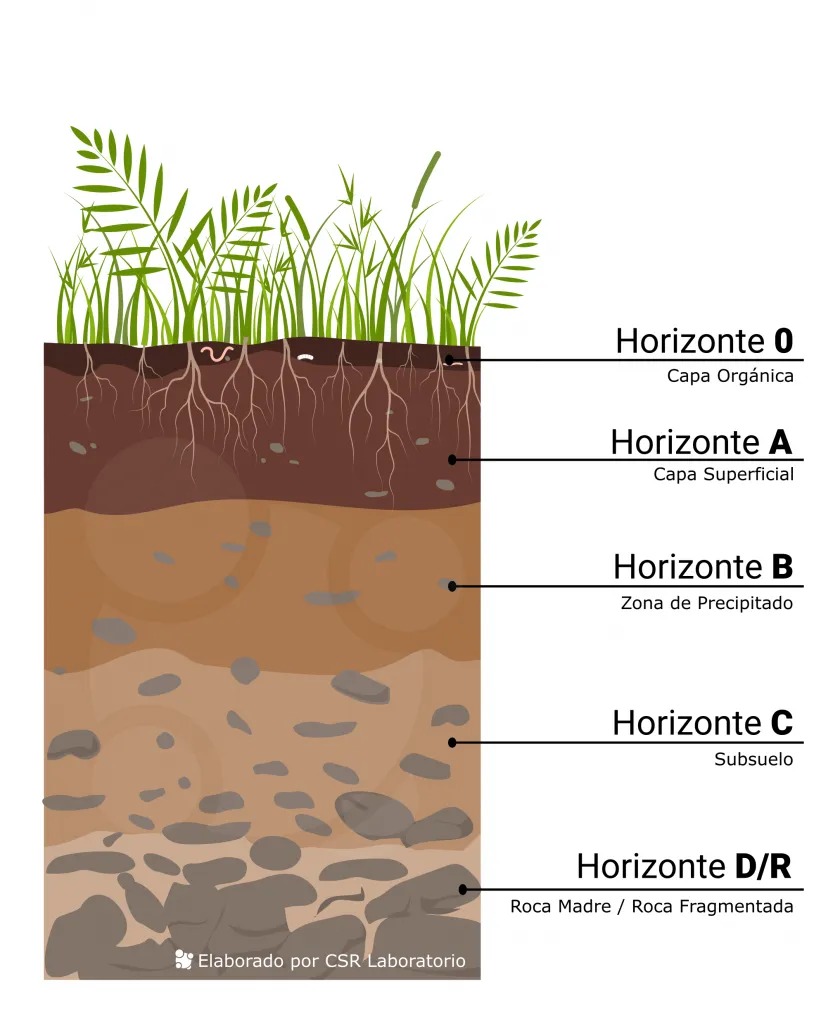 Horizonte 0
Capa Orgánica
Horizonte A
Capa Superficial
Horizonte B
Zona de Precipitado
Horizonte C
Subsuelo
Horizonte D/R
Roca Madre / Roca Fragmentada
Elaborado por CSR Laboratorio